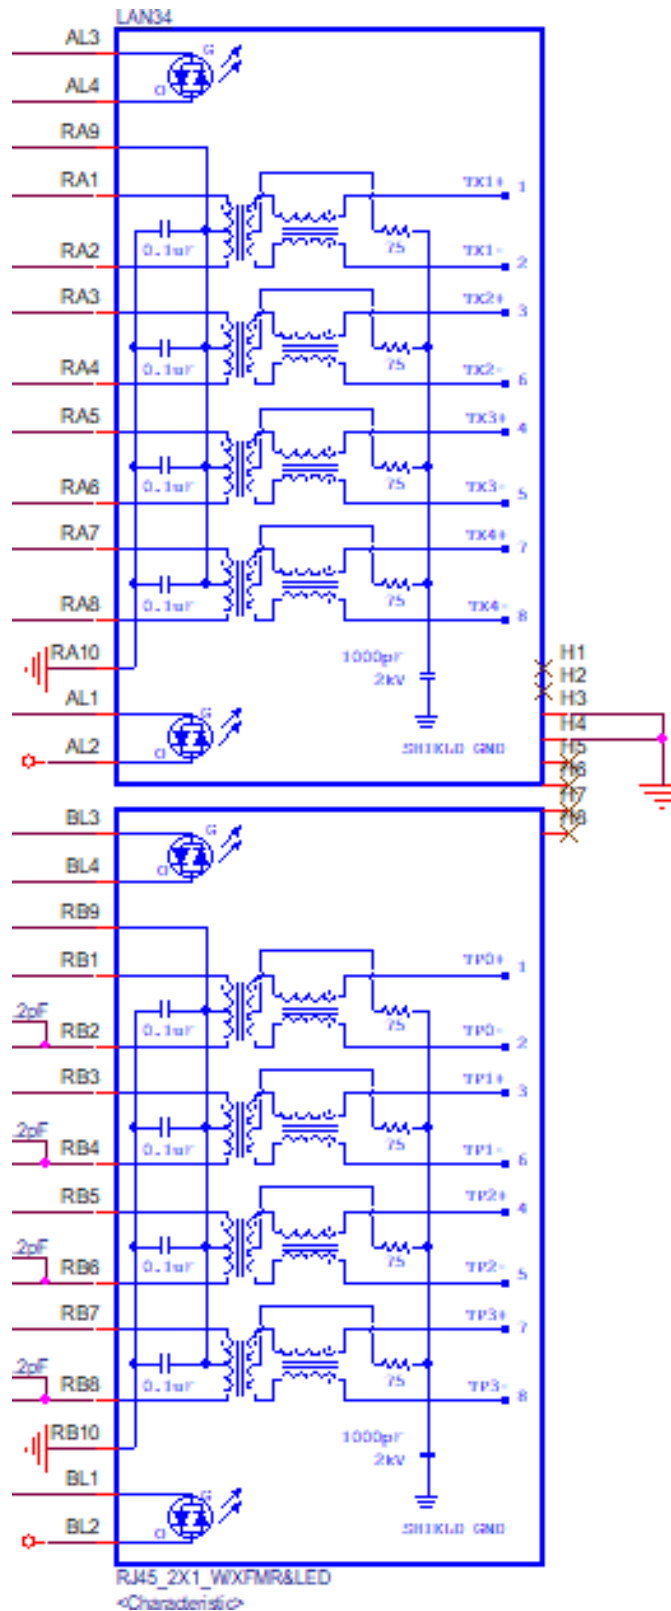 LAN34
AL3
G
AL4
O
RA9
RA1
TX1+ 1
0.1uF
75
RA2
TX1- 2
RA3
TX2+ 3
0.1uF
75
RA4
TX2- 6
RA5
TX3+ 4
0.1uF
75
RA6
TX3- 5
RA7
TX4+ 7
0.1uF
75
RA8
TX4- 8
RA10
1000pF
2kV
H1
H2
AL1
H3
G
H4
AL2
O
SHIELD GND
H5
H6
H7
BL3
H8
G
BL4
O
RB9
RB1
TP0+ 1
.2pF
0.1uF
75
RB2
TP0- 2
RB3
TP1+ 3
.2pF
0.1uF
75
RB4
TP1- 6
RB5
TP2+ 4
.2pF
0.1uF
75
RB6
TP2- 5
RB7
TP3+ 7
.2pF
0.1uF
75
RB8
TP3- 8
RB10
1000pF
2kV
BL1
G
BL2
O
SHIELD GND
RJ45_2X1_W/XFMR&LED
<Characteristic>